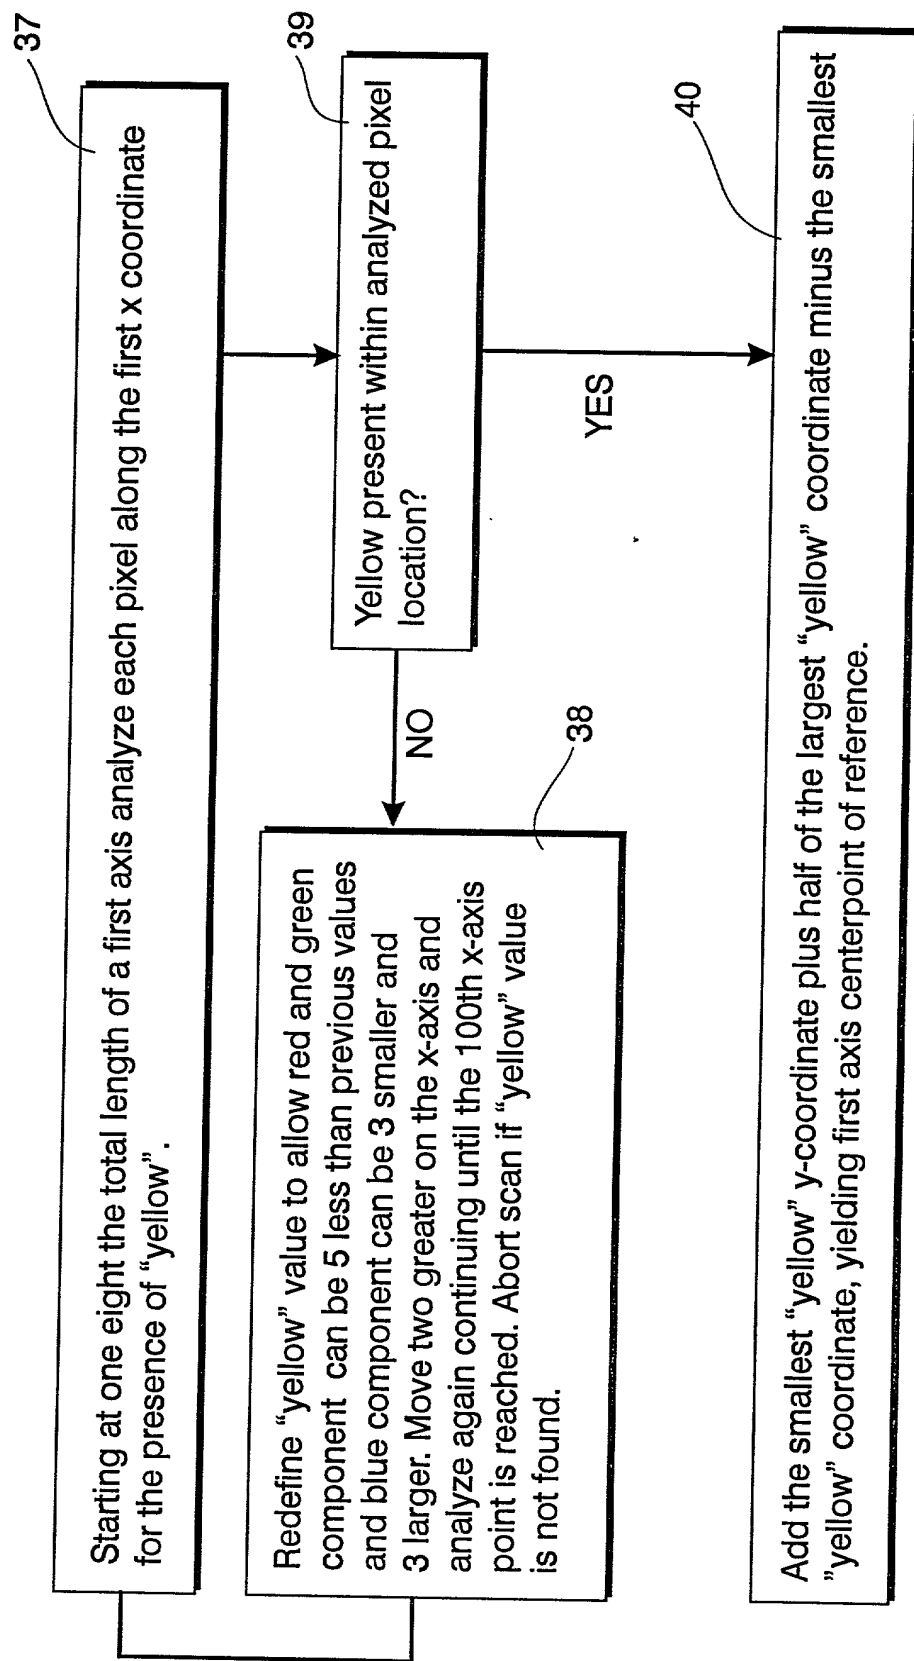 37
Starting at one eight the total length of a first axis analyze each pixel along the first x coordinate
for the presence of “yellow”.
39
Yellow present within analyzed pixel
location?
NO
YES
38
Redefine “yellow” value to allow red and green
component can be 5 less than previous values
and blue component can be 3 smaller and
3 larger. Move two greater on the x-axis and
analyze again continuing until the 100th x-axis
point is reached. Abort scan if “yellow” value
is not found.
40
Add the smallest “yellow” y-coordinate plus half of the largest “yellow” coordinate minus the smallest
”yellow” coordinate, yielding first axis centerpoint of reference.